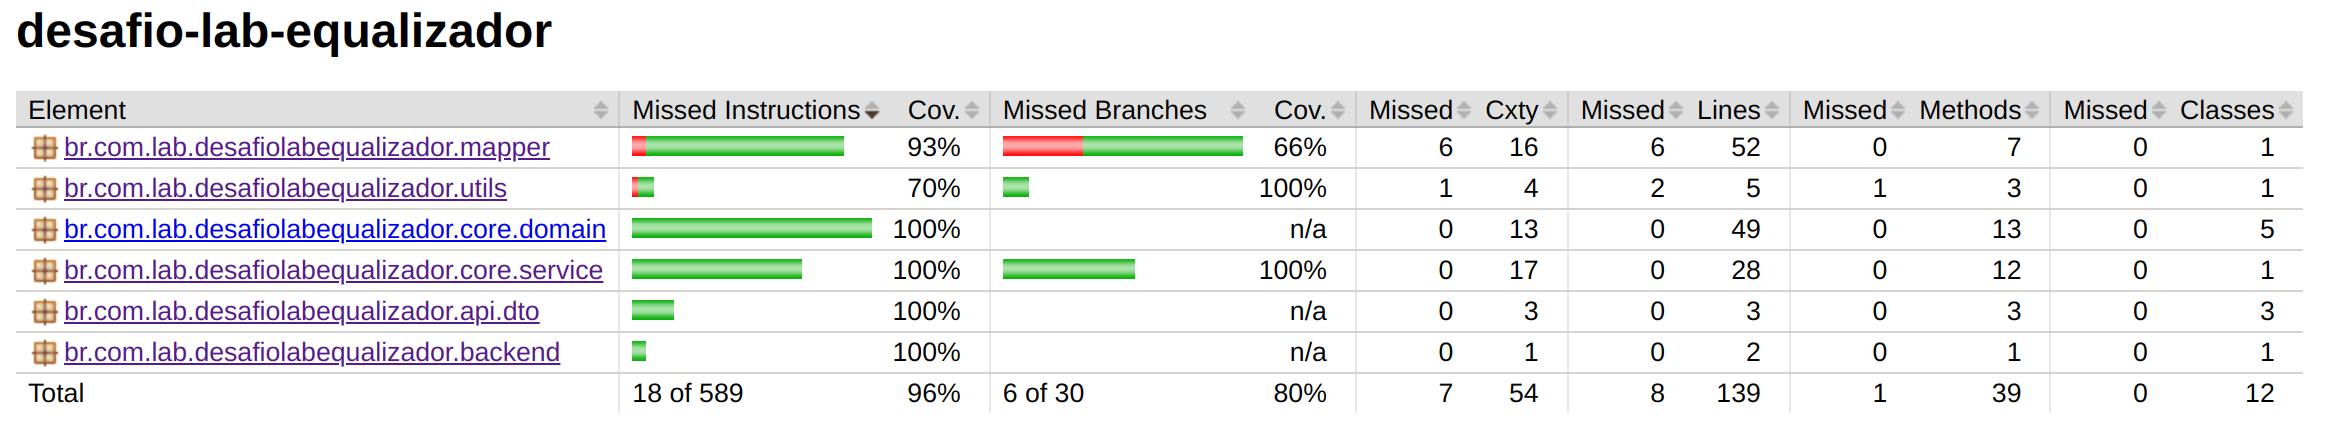 desafio-lab-equalizador
Element Missed Instructions Cov. Missed Branches Cov. Missed Cxty Missed Lines Missed Methods Missed Classes
br.com.lab.desafiolabequalizador.mapper 93% 66% 6 16 6 52 0 7 0 1
br.com.lab.desafiolabequalizador.utils 70% 100% 1 4 2 5 1 3 0 1
br.com.lab.desafiolabequalizador.core.domain 100% n/a 0 13 0 49 0 13 0 5
br.com.lab.desafiolabequalizador.core.service 100% 100% 0 17 0 28 0 12 0 1
br.com.lab.desafiolabequalizador.api.dto 100% n/a 0 3 0 3 0 3 0 3
br.com.lab.desafiolabequalizador.backend 100% n/a 0 1 0 2 0 1 0 1
Total 18 of 589 96% 6 of 30 80% 7 54 8 139 1 39 0 12